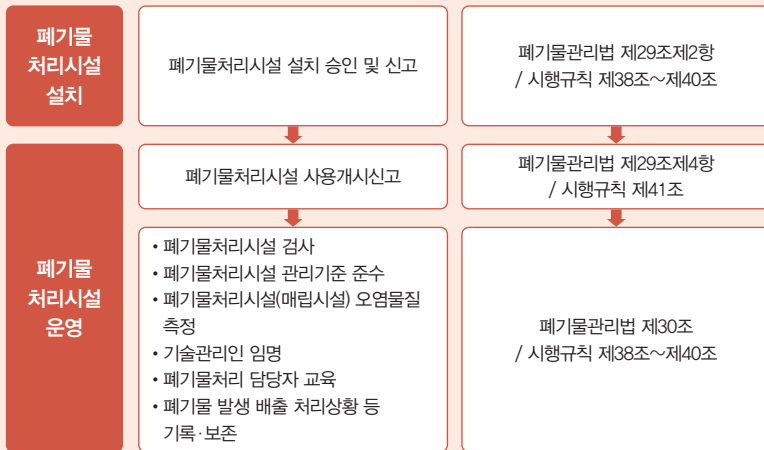 폐기물
처리시설
설치
폐기물처리시설 설치 승인 및 신고
폐기물관리법 제29조제2항
/ 시행규칙 제38조~제40조
폐기물
처리시설
운영
폐기물처리시설 사용개시신고
폐기물관리법 제29조제4항
/ 시행규칙 제41조
• 폐기물처리시설 검사
• 폐기물처리시설 관리기준 준수
• 폐기물처리시설(매립시설) 오염물질
측정
• 기술관리인 임명
• 폐기물처리 담당자 교육
• 폐기물 발생 배출 처리상황 등
기록·보존
폐기물관리법 제30조
/ 시행규칙 제38조~제40조